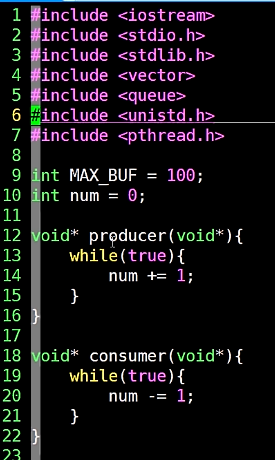 1 #include <iostream>
2 #include <stdio.h>
3 #include <stdlib.h>
4 #include <vector>
5 #include <queue>
6 #include <unistd.h>
7 #include <pthread.h>
8
9 int MAX_BUF = 100;
10 int num = 0;
11
12 void* producer(void*){
13     while(true){
14         num += 1;
15     }
16 }
17
18 void* consumer(void*){
19     while(true){
20         num -= 1;
21     }
22 }
23